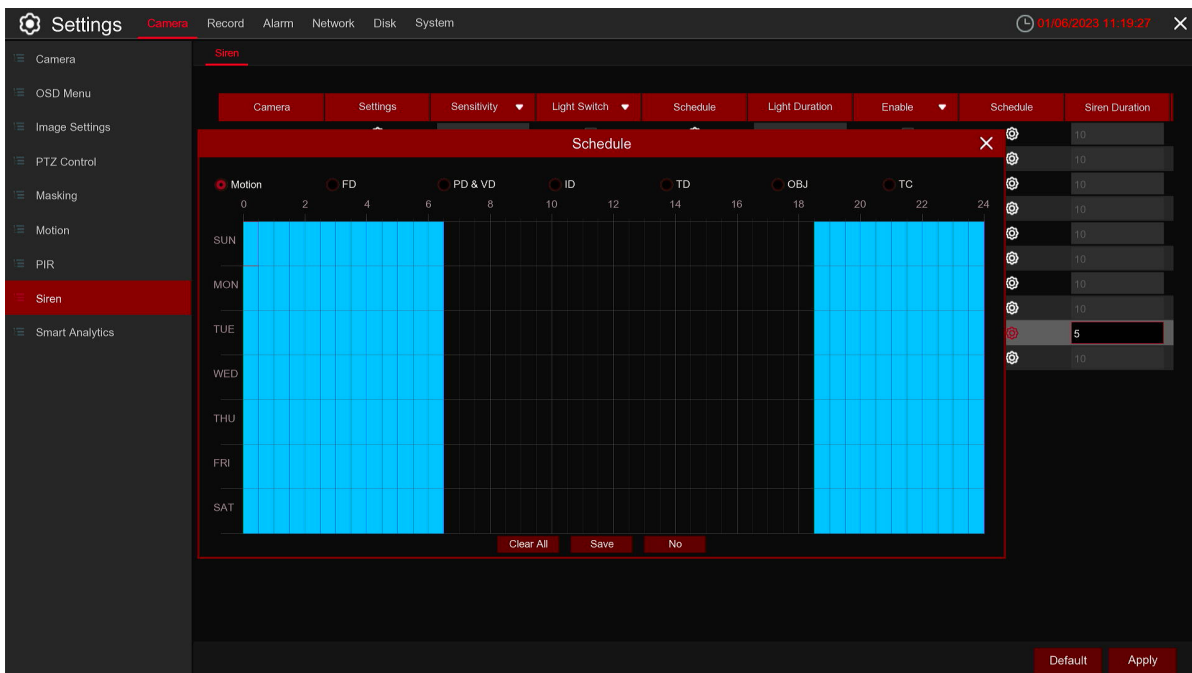 Settings Camera Record Alarm Network Disk System 01/06/2023 11:19:27
Siren
Camera
OSD Menu
Image Settings
PTZ Control
Masking
Motion
PIR
Siren
Smart Analytics
Camera Settings Sensitivity Light Switch Schedule Light Duration Enable Schedule Siren Duration
10
10
10
10
10
10
10
10
5
10
Schedule
Motion FD PD & VD ID TD OBJ TC
0 2 4 6 8 10 12 14 16 18 20 22 24
SUN
MON
TUE
WED
THU
FRI
SAT
Clear All Save No
Default Apply